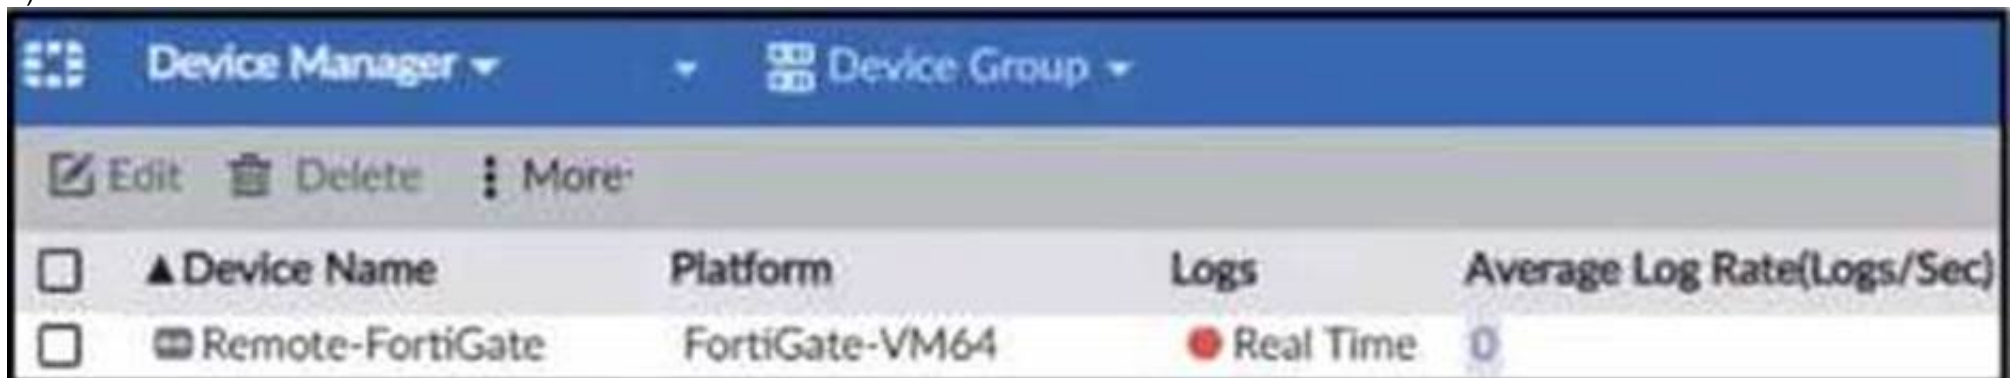 Device Manager Device Group
Edit Delete More
Device Name Platform Logs Average Log Rate(Logs/Sec)
Remote-FortiGate FortiGate-VM64 Real Time 0